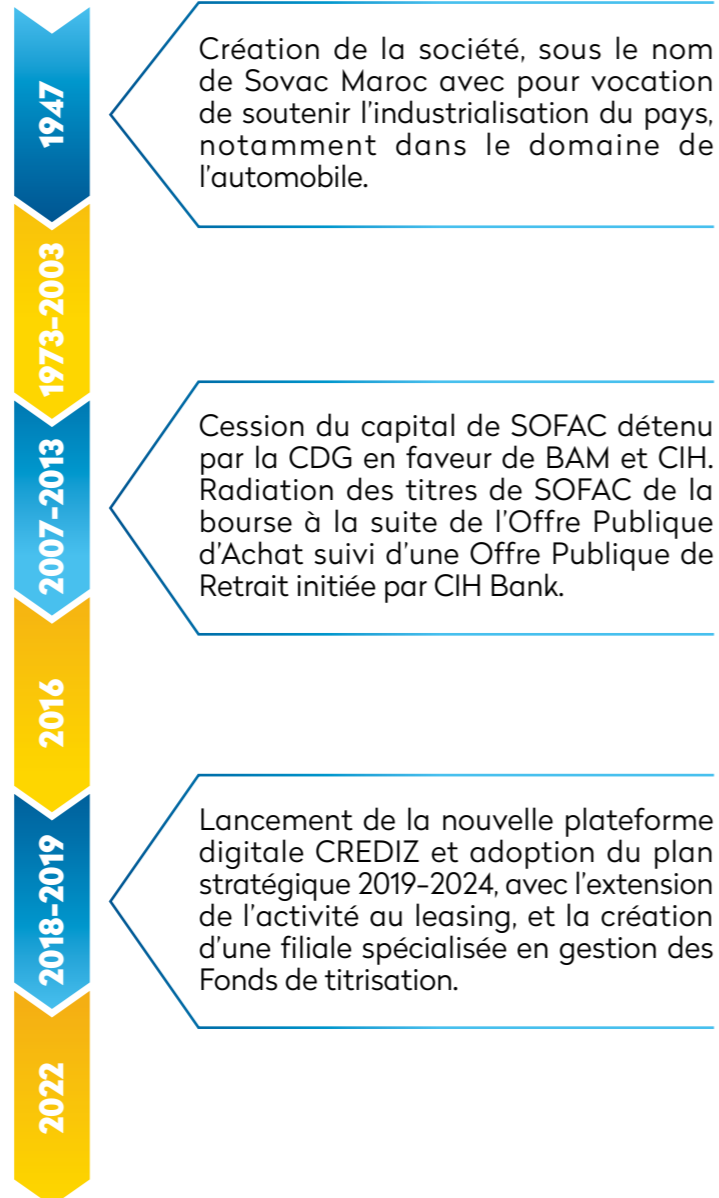 1947
Création de la société, sous le nom
de Sovac Maroc avec pour vocation
de soutenir l'industrialisation du pays,
notamment dans le domaine de
l'automobile.
1973-2003
2007-2013
Cession du capital de SOFAC détenu
par la CDG en faveur de BAM et CIH.
Radiation des titres de SOFAC de la
bourse à la suite de l'Offre Publique
d'Achat suivi d'une Offre Publique de
Retrait initiée par CIH Bank.
2016
2018-2019
Lancement de la nouvelle plateforme
digitale CREDIZ et adoption du plan
stratégique 2019-2024, avec l'extension
de l'activité au leasing, et la création
d'une filiale spécialisée en gestion des
Fonds de titrisation.
2022